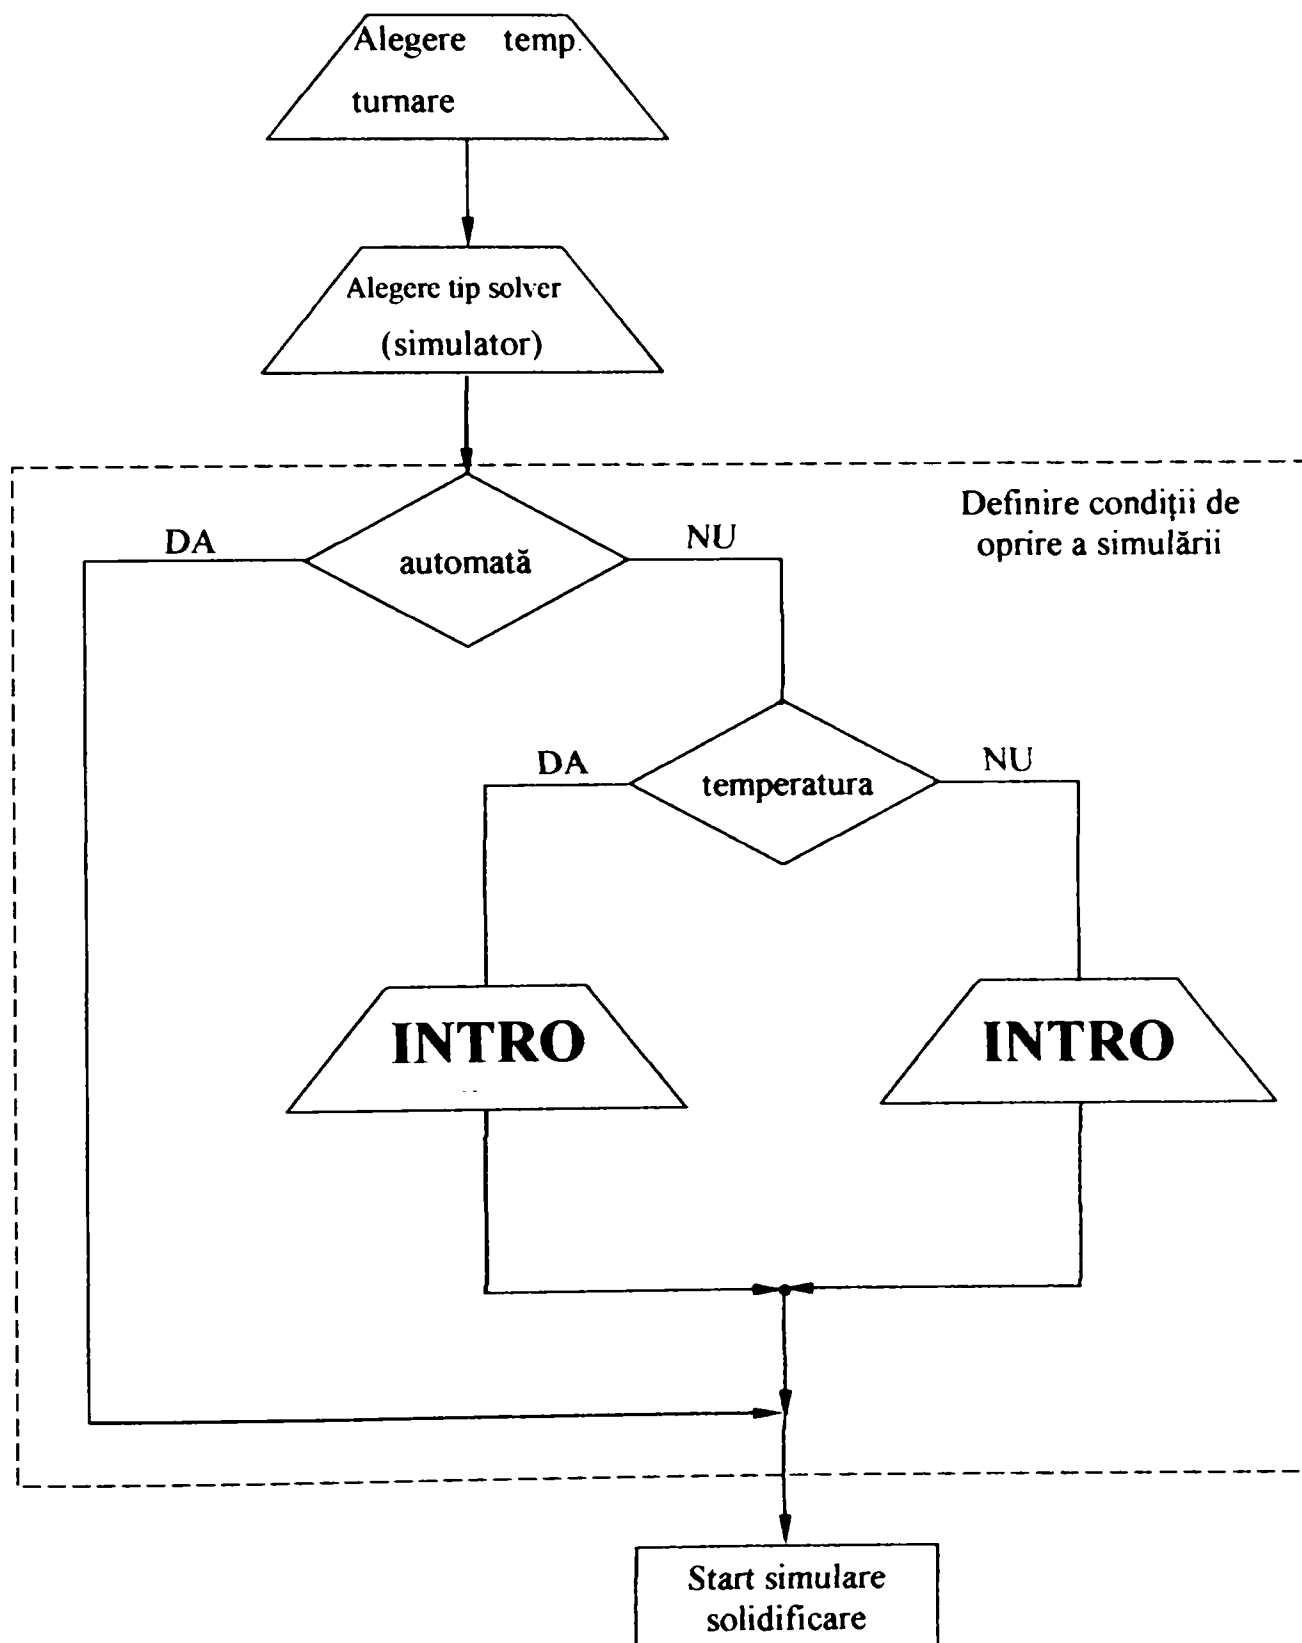 Alegere temp.
turnare
Alegere tip solver
(simulator)
Definire condiții de
oprire a simulării
DA
automată
NU
DA
temperatura
NU
INTRO
INTRO
Start simulare
solidificare